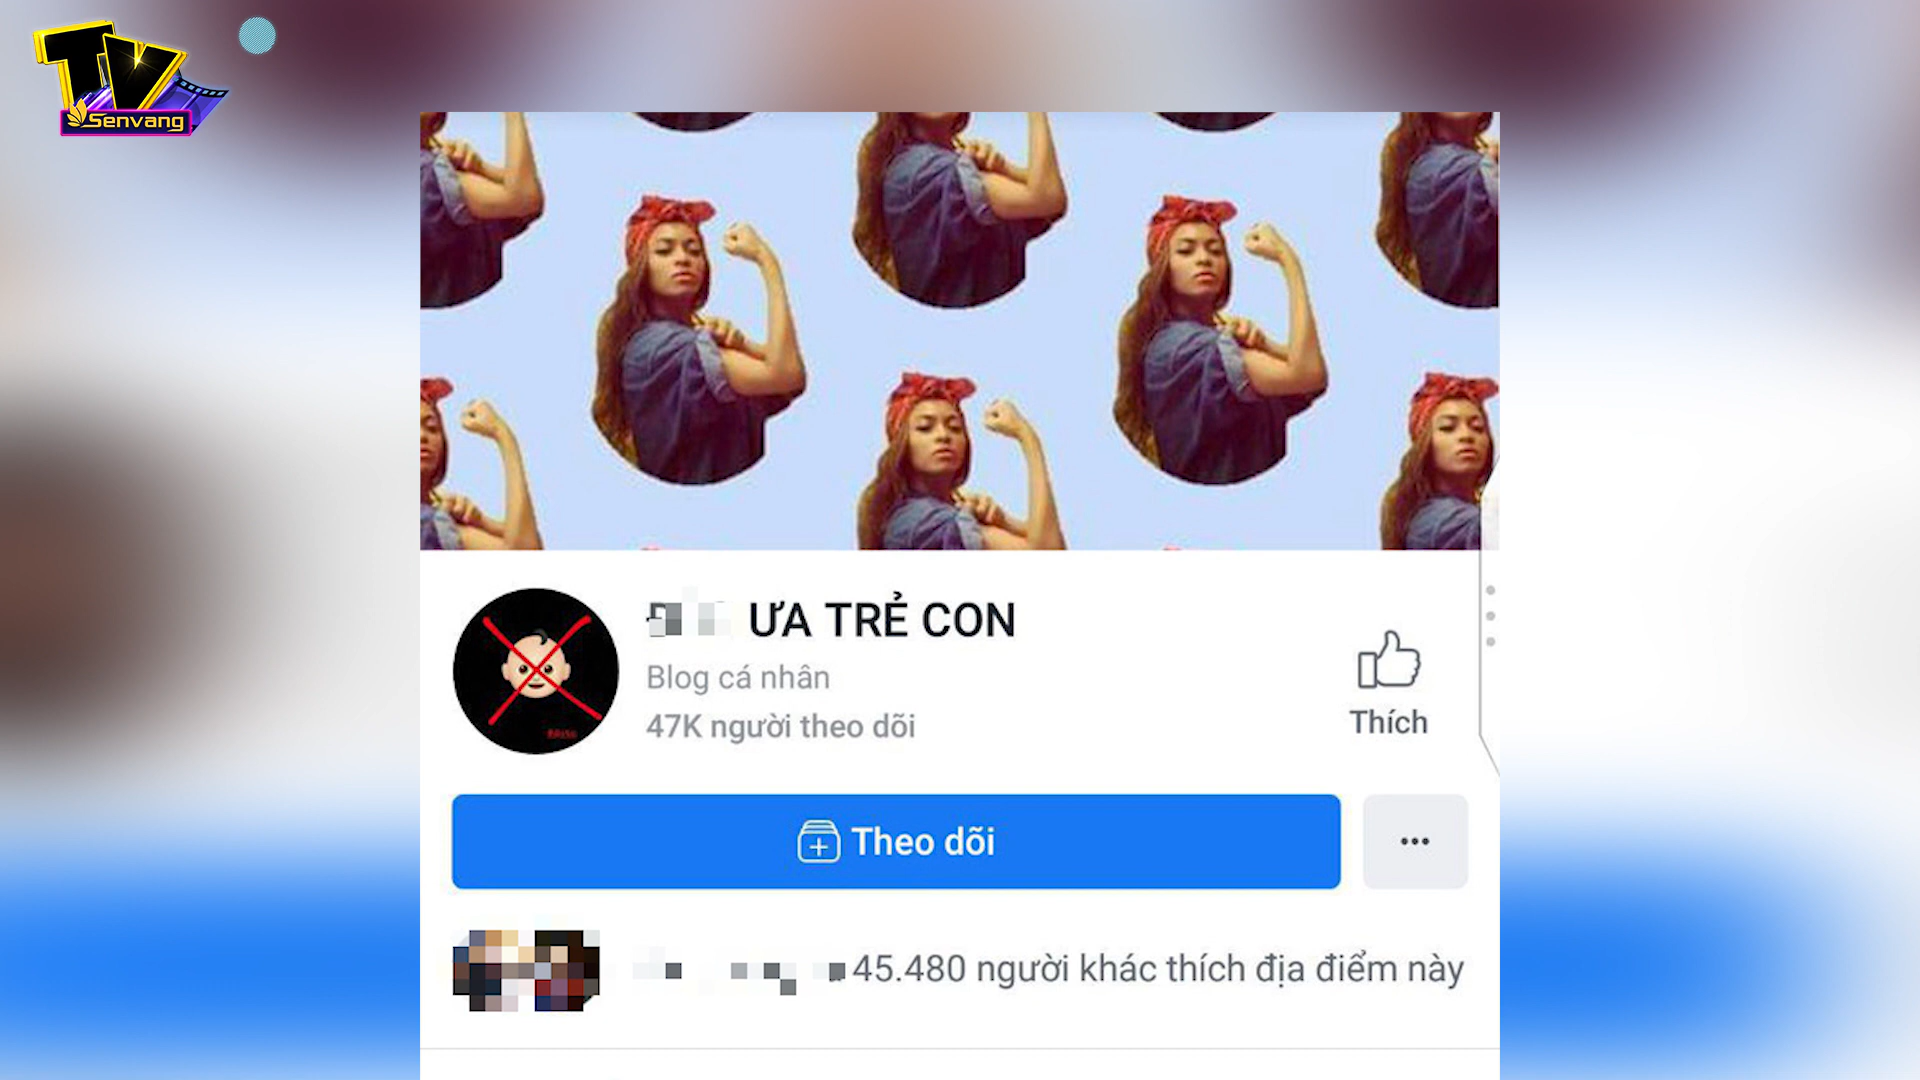 TV
Senvang
ƯA TRẺ CON
Blog cá nhân
47K người theo dõi
Thích
Theo dõi
45.480 người khác thích địa điểm này